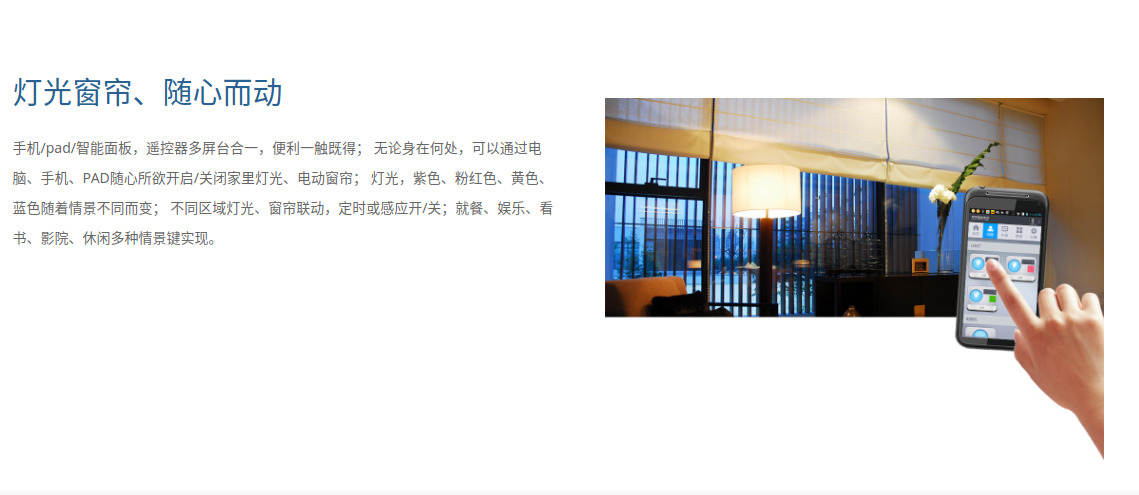 灯光窗帘、随心而动
手机/pad/智能面板，遥控器多屏台合一，便利一触既得； 无论身在何处，可以通过电
脑、手机、PAD随心所欲开启/关闭家里灯光、电动窗帘； 灯光，紫色、粉红色、黄色、
蓝色随着情景不同而变； 不同区域灯光、窗帘联动，定时或感应开/关；就餐、娱乐、看
书、影院、休闲多种情景键实现。